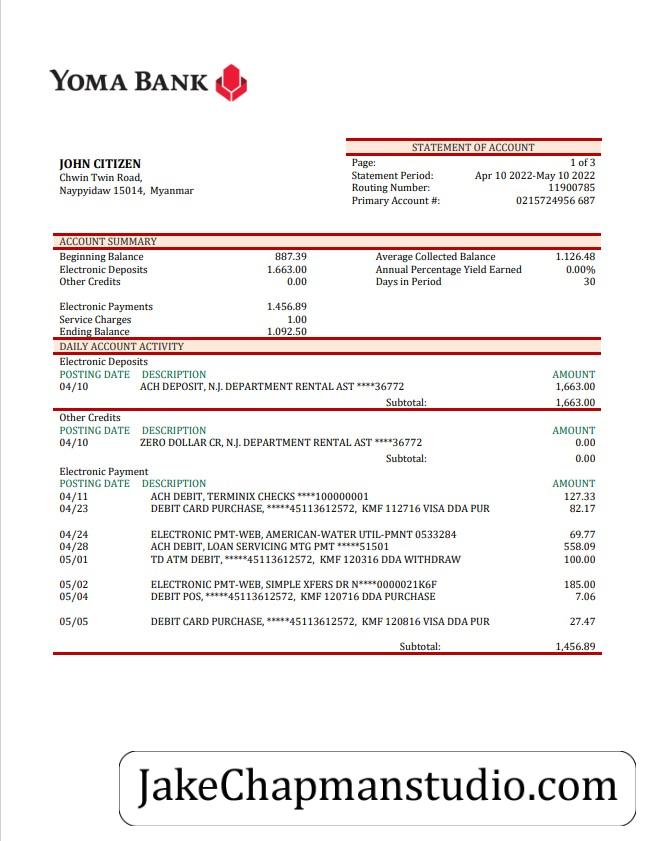 YOMA BANK
STATEMENT OF ACCOUNT
JOHN CITIZEN
Chwin Twin Road,
Naypyidaw 15014, Myanmar
Page: 1 of 3
Statement Period: Apr 10 2022-May 10 2022
Routing Number: 11900785
Primary Account #: 0215724956 687
ACCOUNT SUMMARY
Beginning Balance 887.39 Average Collected Balance 1.126.48
Electronic Deposits 1.663.00 Annual Percentage Yield Earned 0.00%
Other Credits 0.00 Days in Period 30
Electronic Payments 1.456.89
Service Charges 1.00
Ending Balance 1.092.50
DAILY ACCOUNT ACTIVITY
Electronic Deposits
POSTING DATE DESCRIPTION AMOUNT
04/10 ACH DEPOSIT, N.J. DEPARTMENT RENTAL AST ****36772 1,663.00
Subtotal: 1,663.00
Other Credits
POSTING DATE DESCRIPTION AMOUNT
04/10 ZERO DOLLAR CR, N.J. DEPARTMENT RENTAL AST ****36772 0.00
Subtotal: 0.00
Electronic Payment
POSTING DATE DESCRIPTION AMOUNT
04/11 ACH DEBIT, TERMINIX CHECKS ****100000001 127.33
04/23 DEBIT CARD PURCHASE, *****45113612572, KMF 112716 VISA DDA PUR 82.17
04/24 ELECTRONIC PMT-WEB, AMERICAN-WATER UTIL-PMNT 0533284 69.77
04/28 ACH DEBIT, LOAN SERVICING MTG PMT *****51501 558.09
05/01 TD ATM DEBIT, *****45113612572, KMF 120316 DDA WITHDRAW 100.00
05/02 ELECTRONIC PMT-WEB, SIMPLE XFERS DR N****0000021K6F 185.00
05/04 DEBIT POS, *****45113612572, KMF 120716 DDA PURCHASE 7.06
05/05 DEBIT CARD PURCHASE, *****45113612572, KMF 120816 VISA DDA PUR 27.47
Subtotal: 1,456.89
JakeChapmanstudio.com